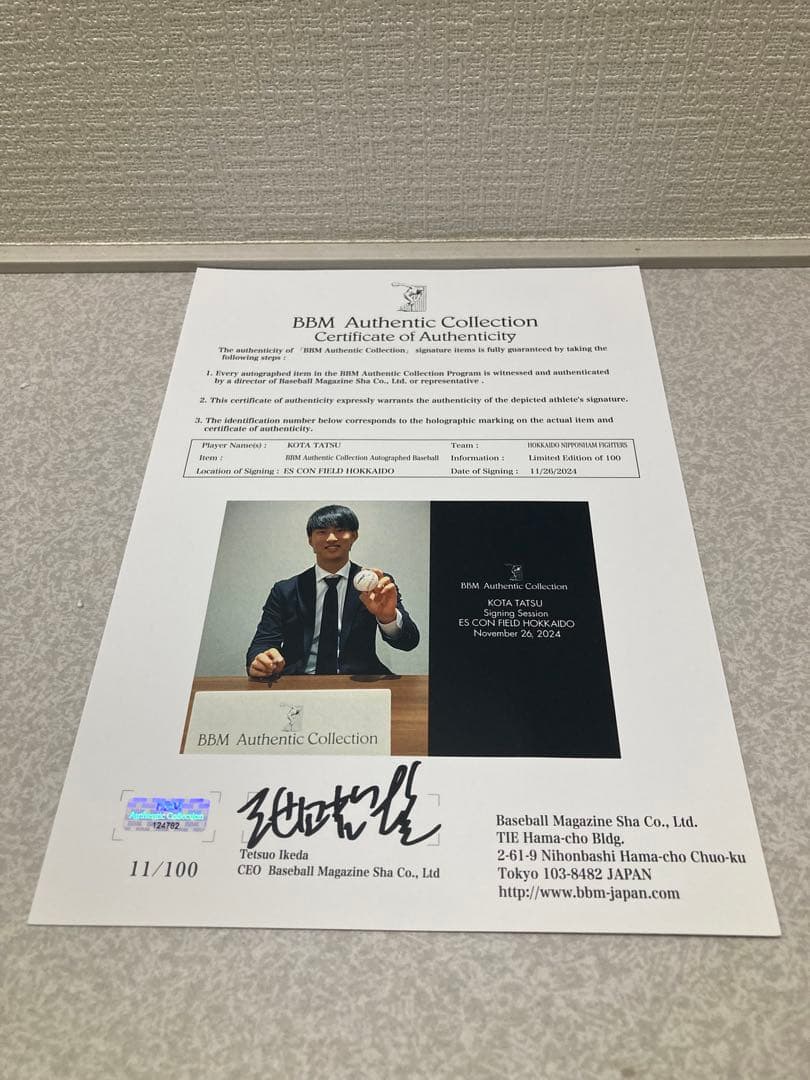 BBM Authentic Collection
Certificate of Authenticity
The authenticity of 「BBM Authentic Collection」 signature items is fully guaranteed by taking the
following steps :
1. Every autographed item in the BBM Authentic Collection Program is witnessed and authenticated
by a director of Baseball Magazine Sha Co., Ltd. or representative .
2. This certificate of authenticity expressly warrants the authenticity of the depicted athlete's signature.
3. The identification number below corresponds to the holographic marking on the actual item and
certificate of authenticity.
Player Name(s) : KOTA TATSU Team : HOKKAIDO NIPPONHAM FIGHTERS
Item : BBM Authentic Collection Autographed Baseball Information : Limited Edition of 100
Location of Signing : ES CON FIELD HOKKAIDO Date of Signing : 11/26/2024
BBM Authentic Collection
KOTA TATSU
Signing Session
ES CON FIELD HOKKAIDO
November 26, 2024
BBM Authentic Collection
BBM
Authentic Collection
124782
11/100
Tetsuo Ikeda
CEO Baseball Magazine Sha Co., Ltd
Baseball Magazine Sha Co., Ltd.
TIE Hama-cho Bldg.
2-61-9 Nihonbashi Hama-cho Chuo-ku
Tokyo 103-8482 JAPAN
http://www.bbm-japan.com